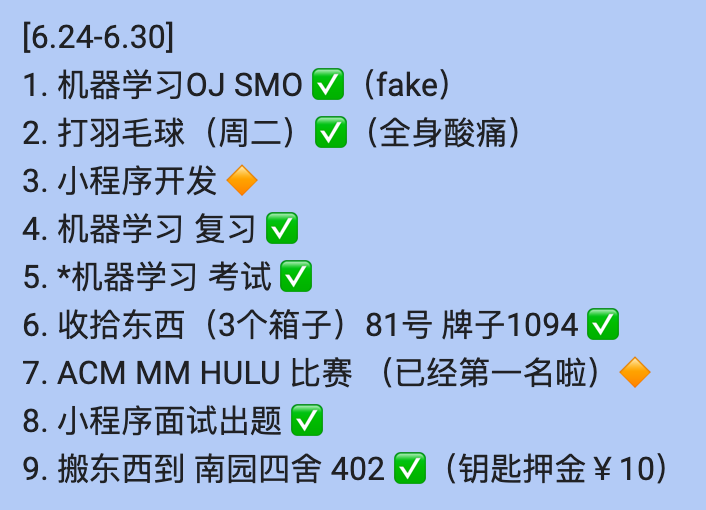 [6.24-6.30]
1. 机器学习OJ SMO ✅（fake）
2. 打羽毛球（周二）✅（全身酸痛）
3. 小程序开发 🔶
4. 机器学习 复习 ✅
5. *机器学习 考试 ✅
6. 收拾东西（3个箱子）81号 牌子1094 ✅
7. ACM MM HULU 比赛 （已经第一名啦）🔶
8. 小程序面试出题 ✅
9. 搬东西到 南园四舍 402 ✅（钥匙押金￥10）